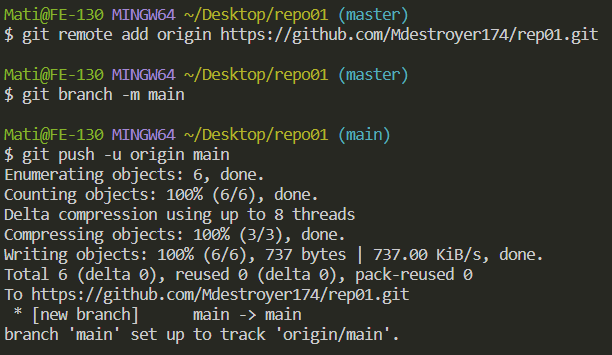 Mati@FE-130 MINGW64 ~/Desktop/repo01 (master)
$ git remote add origin https://github.com/Mdestroyer174/rep01.git
Mati@FE-130 MINGW64 ~/Desktop/repo01 (master)
$ git branch -m main
Mati@FE-130 MINGW64 ~/Desktop/repo01 (main)
$ git push -u origin main
Enumerating objects: 6, done.
Counting objects: 100% (6/6), done.
Delta compression using up to 8 threads
Compressing objects: 100% (3/3), done.
Writing objects: 100% (6/6), 737 bytes | 737.00 KiB/s, done.
Total 6 (delta 0), reused 0 (delta 0), pack-reused 0
To https://github.com/Mdestroyer174/rep01.git
 * [new branch]      main -> main
branch 'main' set up to track 'origin/main'.